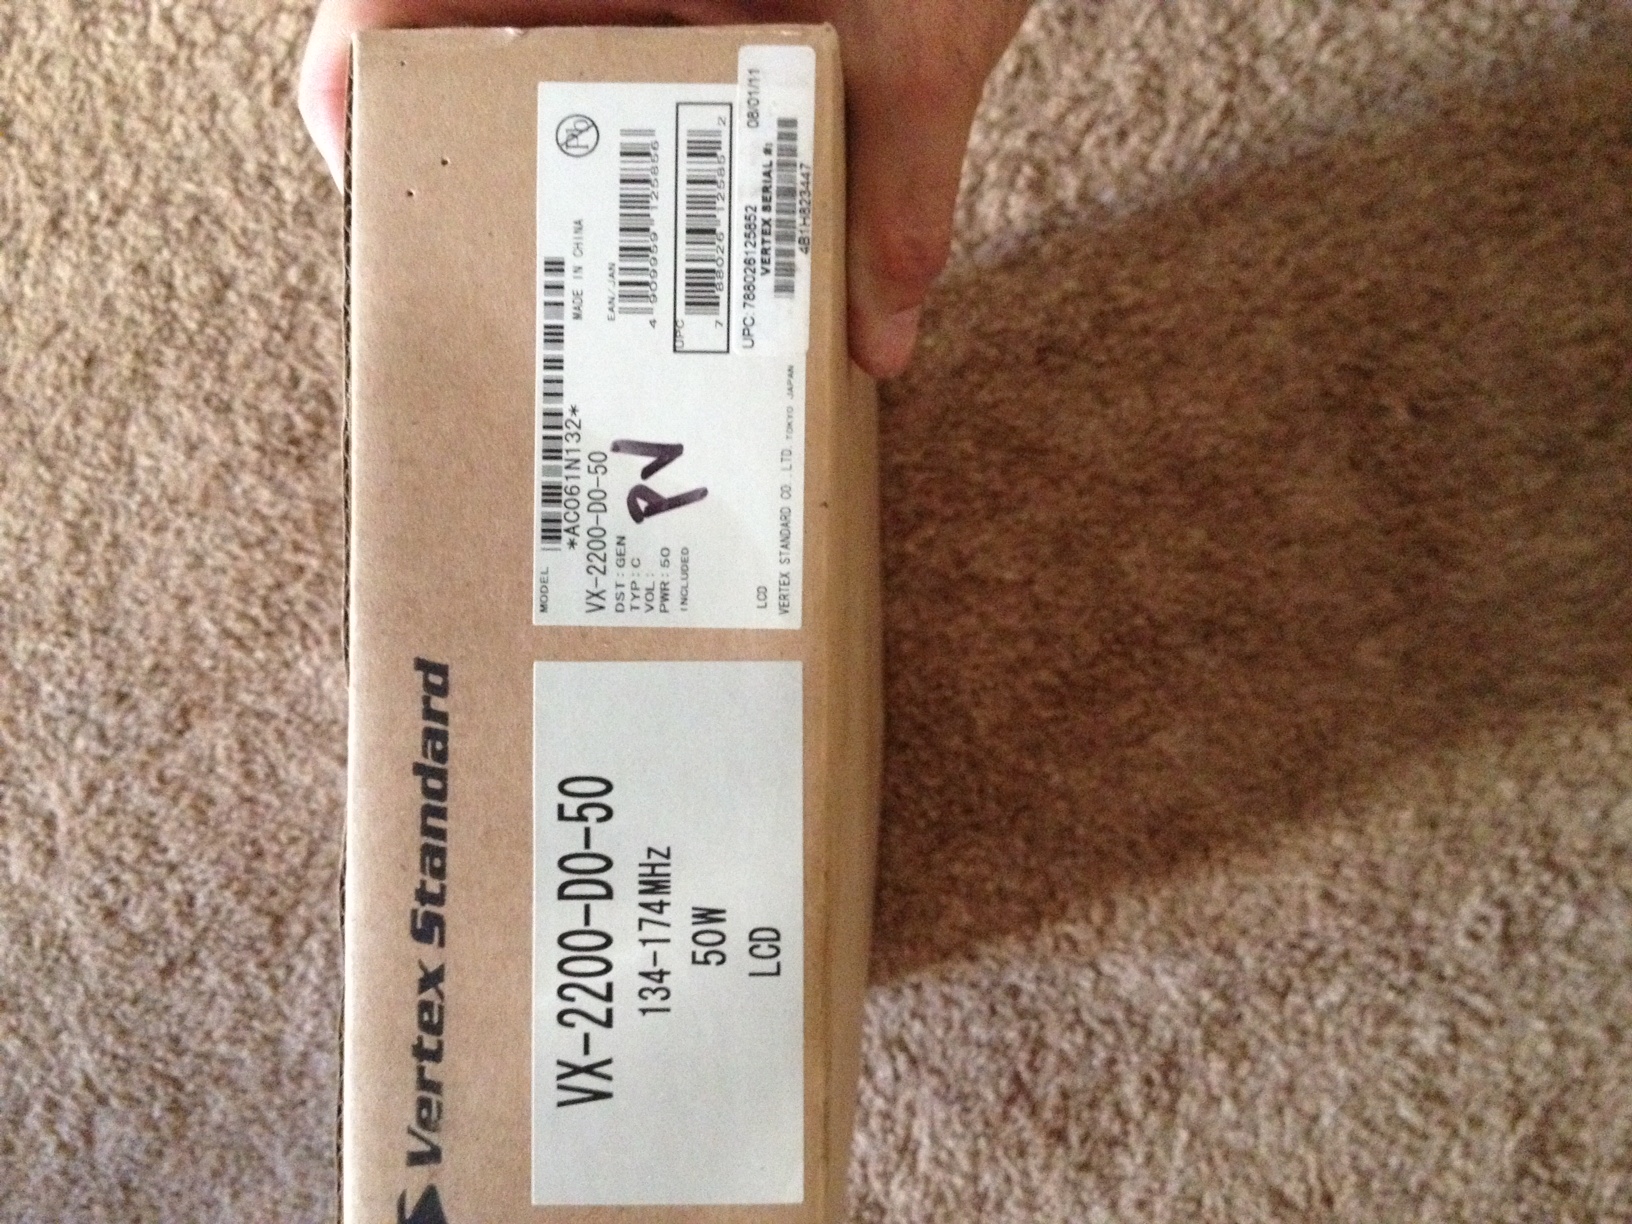 Vertex Standard
VX-2200-D0-50
134-174MHz
50W
LCD
MODEL
*AC061N132*
VX-2200-D0-50
MADE IN CHINA
Pb
DST:GEN
TYP:C
VOL:
PWR:50
INCLUDED
PN
EAN/JAN
4 909959 125856
UPC
7 88026 12585 2
LCD
VERTEX STANDARD CO., LTD. TOKYO JAPAN
UPC: 788026125852 08/01/11
VERTEX SERIAL #:
4B1H823447